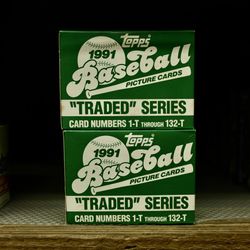 Topps
1991
Baseball
PICTURE CARDS
"TRADED" SERIES
CARD NUMBERS 1-T THROUGH 132-T
Topps
1991
Baseball
PICTURE CARDS
"TRADED" SERIES
CARD NUMBERS 1-T THROUGH 132-T